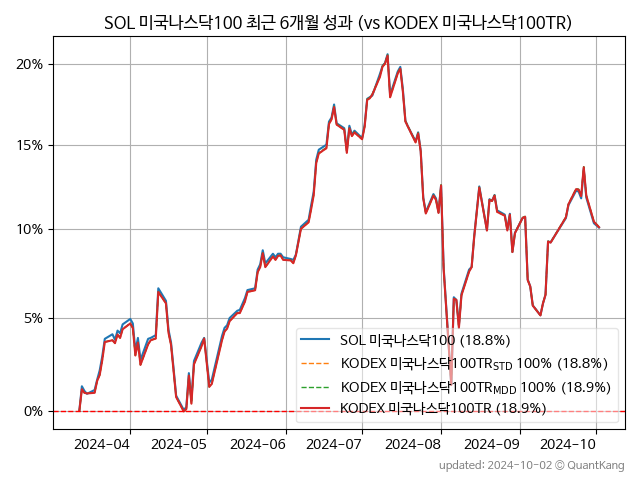 SOL 미국나스닥100 최근 6개월 성과 (vs KODEX 미국나스닥100TR)
20%
15%
10%
5%
0%
SOL 미국나스닥100 (18.8%)
KODEX 미국나스닥100TR_STD 100% (18.8%)
KODEX 미국나스닥100TR_MDD 100% (18.9%)
KODEX 미국나스닥100TR (18.9%)
2024-04 2024-05 2024-06 2024-07 2024-08 2024-09 2024-10
updated: 2024-10-02 © QuantKang